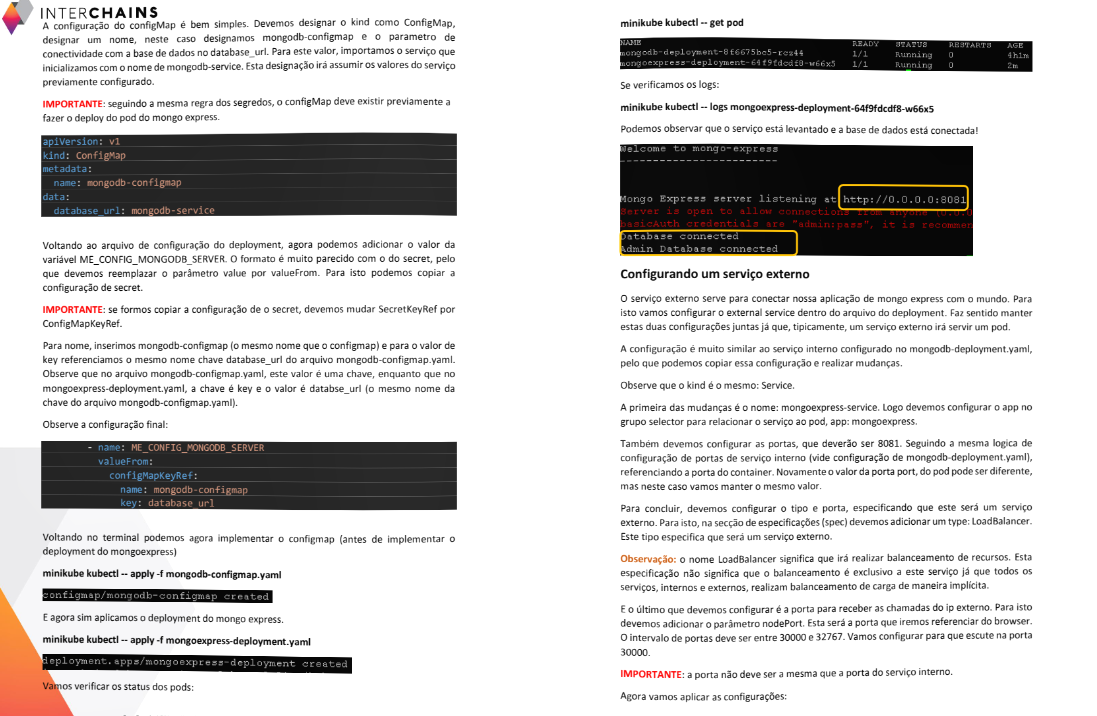 INTERCHAINS
A configuração do configMap é bem simples. Devemos designar o kind como ConfigMap,
designar um nome, neste caso designamos mongodb-configmap e o parametro de
conectividade com a base de dados no database_url. Para este valor, importamos o serviço que
inicializamos com o nome de mongodb-service. Esta designação irá assumir os valores do serviço
previamente configurado.
IMPORTANTE: seguindo a mesma regra dos segredos, o configMap deve existir previamente a
fazer o deploy do pod do mongo express.
apiVersion: v1
kind: ConfigMap
metadata:
name: mongodb-configmap
data:
database_url: mongodb-service
Voltando ao arquivo de configuração do deployment, agora podemos adicionar o valor da
variável ME_CONFIG_MONGODB_SERVER. O formato é muito parecido com o do secret, pelo
que devemos reemplazar o parâmetro value por valueFrom. Para isto podemos copiar a
configuração de secret.
IMPORTANTE: se formos copiar a configuração de o secret, devemos mudar SecretKeyRef por
ConfigMapKeyRef.
Para nome, inserimos mongodb-configmap (o mesmo nome que o configmap) e para o valor de
key referenciamos o mesmo nome chave database_url do arquivo mongodb-configmap.yaml.
Observe que no arquivo mongodb-configmap.yaml, este valor é uma chave, enquanto que no
mongoexpress-deployment.yaml, a chave é key e o valor é databse_url (o mesmo nome da
chave do arquivo mongodb-configmap.yaml).
Observe a configuração final:
- name: ME_CONFIG_MONGODB_SERVER
valueFrom:
configMapKeyRef:
name: mongodb-configmap
key: database_url
Voltando no terminal podemos agora implementar o configmap (antes de implementar o
deployment do mongoexpress)
minikube kubectl -- apply -f mongodb-configmap.yaml
configmap/mongodb-configmap created
E agora sim aplicamos o deployment do mongo express.
minikube kubectl -- apply -f mongoexpress-deployment.yaml
deployment.apps/mongoexpress-deployment created
Vamos verificar os status dos pods:
minikube kubectl -- get pod
NAME READY STATUS RESTARTS AGE
mongodb-deployment-8f6675bc5-rcz44 1/1 Running 0 4h1m
mongoexpress-deployment-64f9fdcdf8-w66x5 1/1 Running 0 2m
Se verificamos os logs:
minikube kubectl -- logs mongoexpress-deployment-64f9fdcdf8-w66x5
Podemos observar que o serviço está levantado e a base de dados está conectada!
Welcome to mongo-express
------------------------
Mongo Express server listening at http://0.0.0.0:8081
Server is open to allow connections from anyone (0.0.0
basicAuth credentials are "admin:pass", it is recommen
Database connected
Admin Database connected
Configurando um serviço externo
O serviço externo serve para conectar nossa aplicação de mongo express com o mundo. Para
isto vamos configurar o external service dentro do arquivo do deployment. Faz sentido manter
estas duas configurações juntas já que, tipicamente, um serviço externo irá servir um pod.
A configuração é muito similar ao serviço interno configurado no mongodb-deployment.yaml,
pelo que podemos copiar essa configuração e realizar mudanças.
Observe que o kind é o mesmo: Service.
A primeira das mudanças é o nome: mongoexpress-service. Logo devemos configurar o app no
grupo selector para relacionar o serviço ao pod, app: mongoexpress.
Também devemos configurar as portas, que deverão ser 8081. Seguindo a mesma logica de
configuração de portas de serviço interno (vide configuração de mongodb-deployment.yaml),
referenciando a porta do container. Novamente o valor da porta port, do pod pode ser diferente,
mas neste caso vamos manter o mesmo valor.
Para concluir, devemos configurar o tipo e porta, especificando que este será um serviço
externo. Para isto, na secção de especificações (spec) devemos adicionar um type: LoadBalancer.
Este tipo especifica que será um serviço externo.
Observação: o nome LoadBalancer significa que irá realizar balanceamento de recursos. Esta
especificação não significa que o balanceamento é exclusivo a este serviço já que todos os
serviços, internos e externos, realizam balanceamento de carga de maneira implícita.
E o último que devemos configurar é a porta para receber as chamadas do ip externo. Para isto
devemos adicionar o parâmetro nodePort. Esta será a porta que iremos referenciar do browser.
O intervalo de portas deve ser entre 30000 e 32767. Vamos configurar para que escute na porta
30000.
IMPORTANTE: a porta não deve ser a mesma que a porta do serviço interno.
Agora vamos aplicar as configurações: